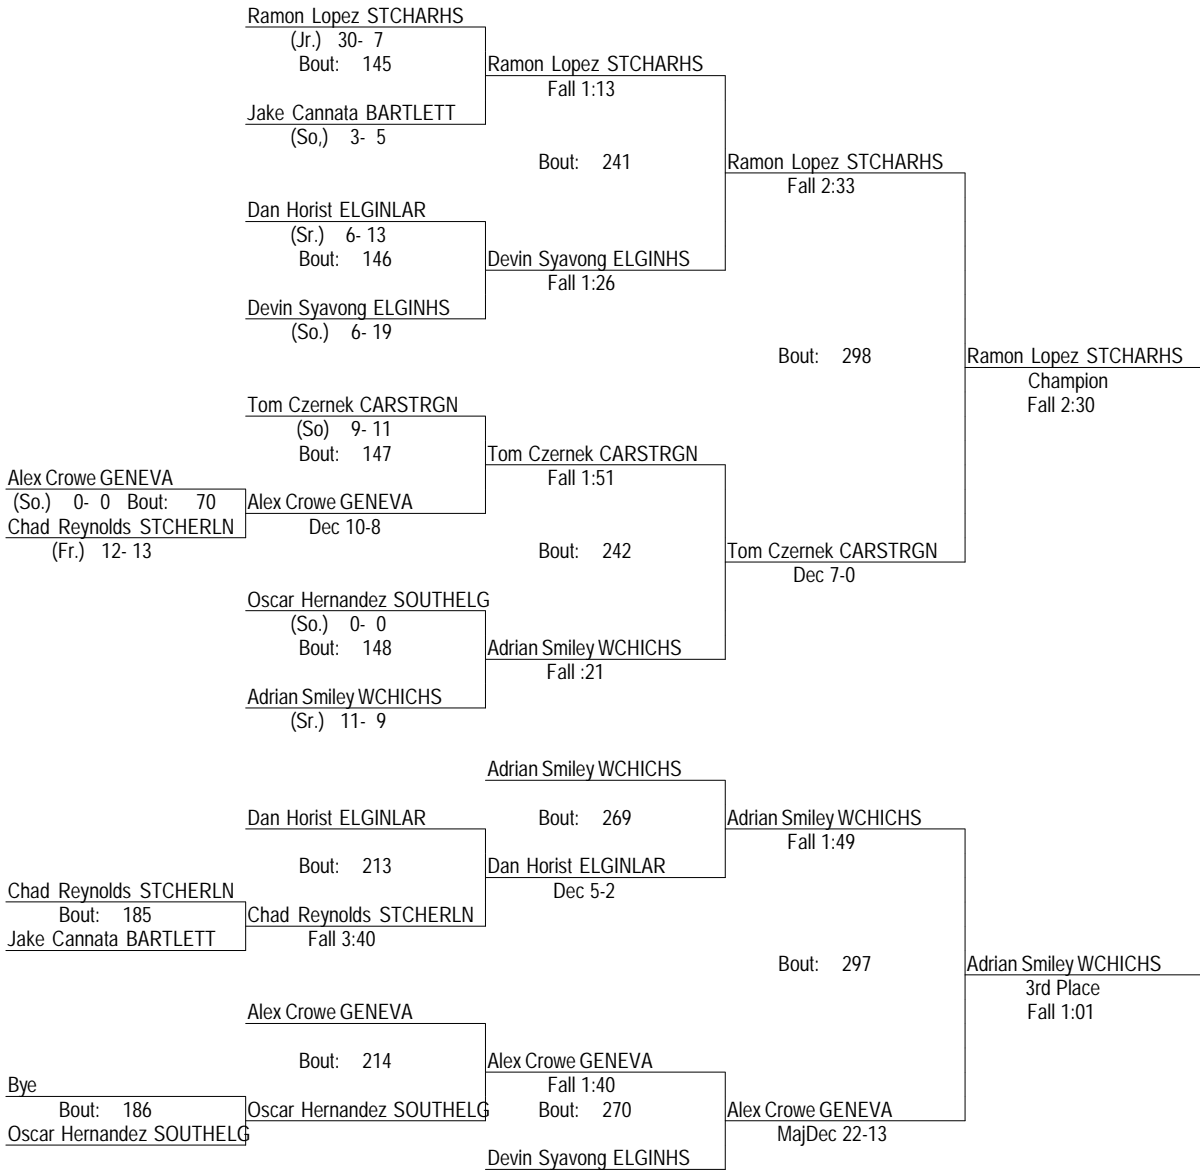 Ramon Lopez STCHARHS
(Jr.) 30- 7
Bout: 145
Ramon Lopez STCHARHS
Fall 1:13
Jake Cannata BARTLETT
(So,) 3- 5
Bout: 241
Ramon Lopez STCHARHS
Fall 2:33
Dan Horist ELGINLAR
(Sr.) 6- 13
Bout: 146
Devin Syavong ELGINHS
Fall 1:26
Devin Syavong ELGINHS
(So.) 6- 19
Bout: 298
Ramon Lopez STCHARHS
Champion
Fall 2:30
Tom Czernek CARSTRGN
(So) 9- 11
Bout: 147
Tom Czernek CARSTRGN
Fall 1:51
Alex Crowe GENEVA
(So.) 0- 0 Bout: 70
Chad Reynolds STCHERLN
(Fr.) 12- 13
Alex Crowe GENEVA
Dec 10-8
Bout: 242
Tom Czernek CARSTRGN
Dec 7-0
Oscar Hernandez SOUTHELG
(So.) 0- 0
Bout: 148
Adrian Smiley WCHICHS
Fall :21
Adrian Smiley WCHICHS
(Sr.) 11- 9
Adrian Smiley WCHICHS
Bout: 269
Adrian Smiley WCHICHS
Fall 1:49
Dan Horist ELGINLAR
Bout: 213
Dan Horist ELGINLAR
Dec 5-2
Chad Reynolds STCHERLN
Bout: 185
Jake Cannata BARTLETT
Chad Reynolds STCHERLN
Fall 3:40
Bout: 297
Adrian Smiley WCHICHS
3rd Place
Fall 1:01
Alex Crowe GENEVA
Bout: 214
Alex Crowe GENEVA
Fall 1:40
Bye
Bout: 186
Oscar Hernandez SOUTHELG
Oscar Hernandez SOUTHELG
Bout: 270
Alex Crowe GENEVA
MajDec 22-13
Devin Syavong ELGINHS